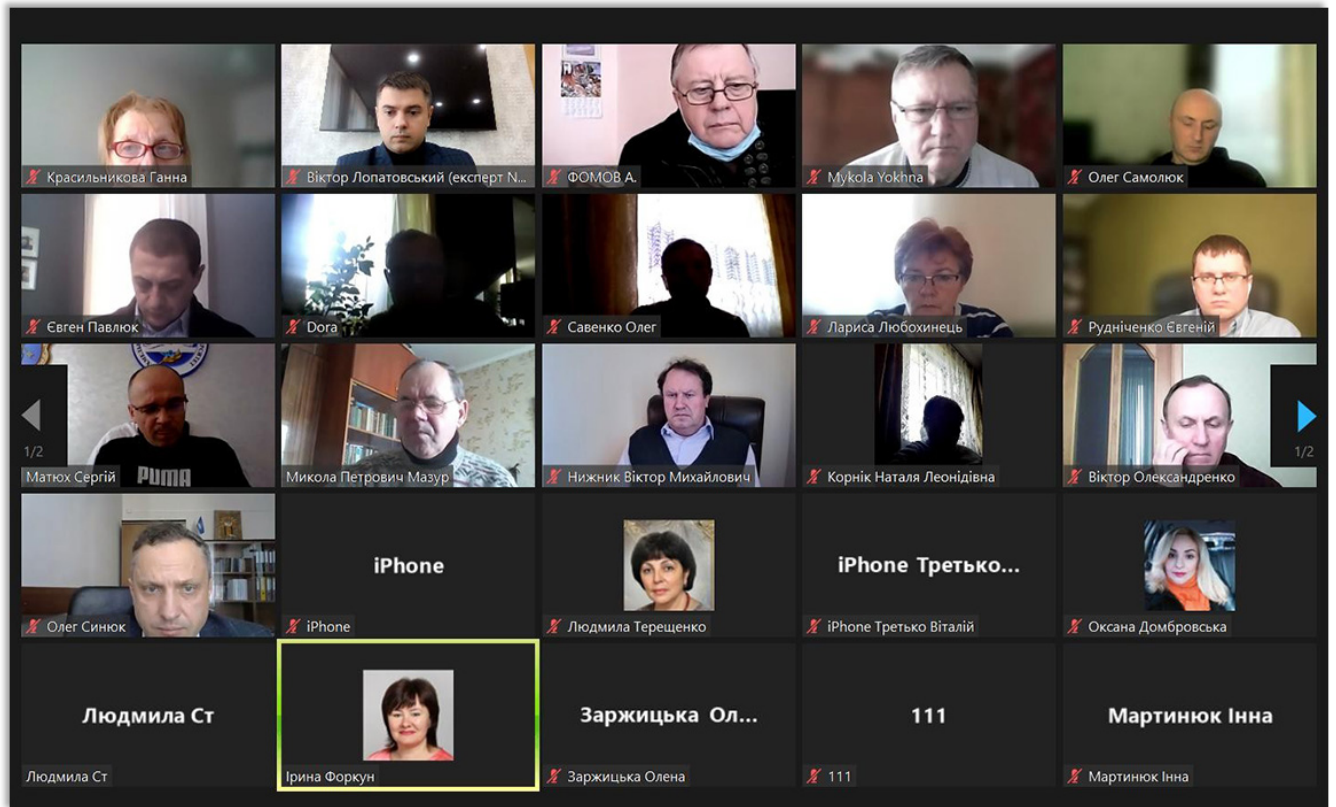 Красильникова Ганна
Віктор Лопатовський (експерт N...
ФОМОВ А.
Mykola Yokhna
Олег Самолюк
Євген Павлюк
Dora
Савенко Олег
Лариса Любохинець
Рудніченко Євгеній
1/2
Матюх Сергій
PUMA
Микола Петрович Мазур
Нижник Віктор Михайлович
Корнік Наталя Леонідівна
Віктор Олександренко
1/2
Олег Синюк
iPhone
iPhone
Людмила Терещенко
iPhone Третько...
iPhone Третько Віталій
Оксана Домбровська
Людмила Ст
Людмила Ст
Ірина Форкун
Заржицька Ол...
Заржицька Олена
111
111
Мартинюк Інна
Мартинюк Інна